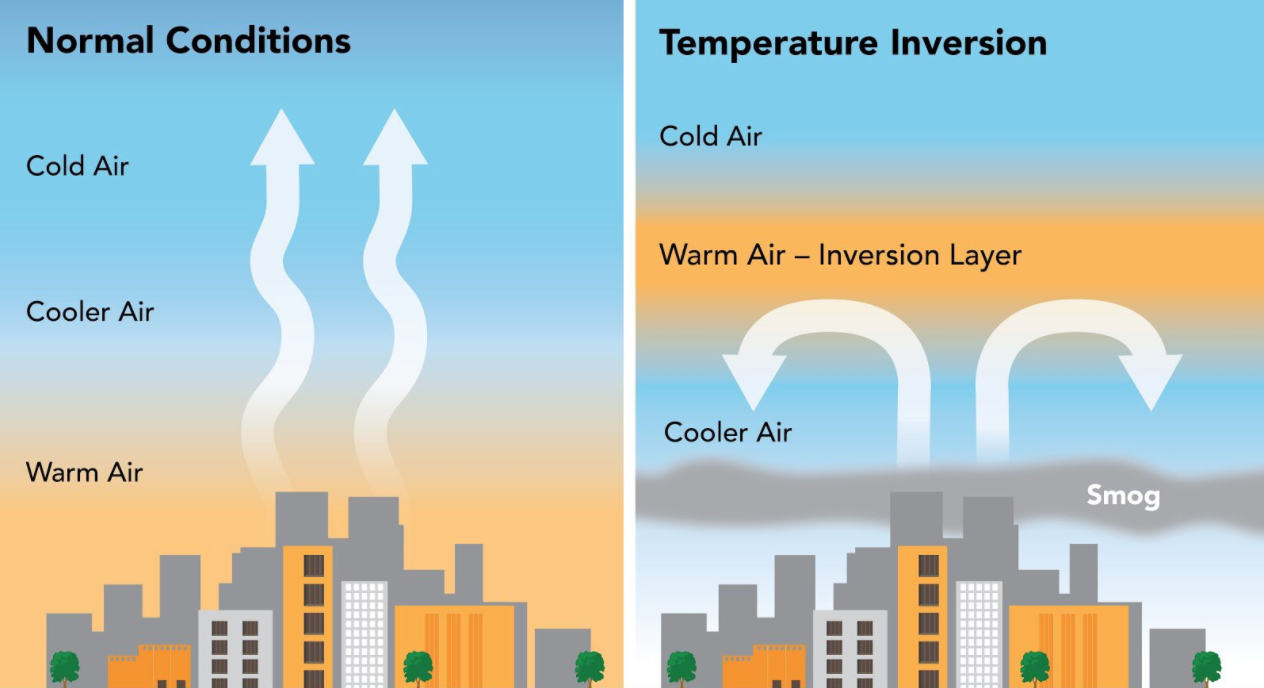 Normal Conditions
Cold Air
Cooler Air
Warm Air
Temperature Inversion
Cold Air
Warm Air – Inversion Layer
Cooler Air
Smog